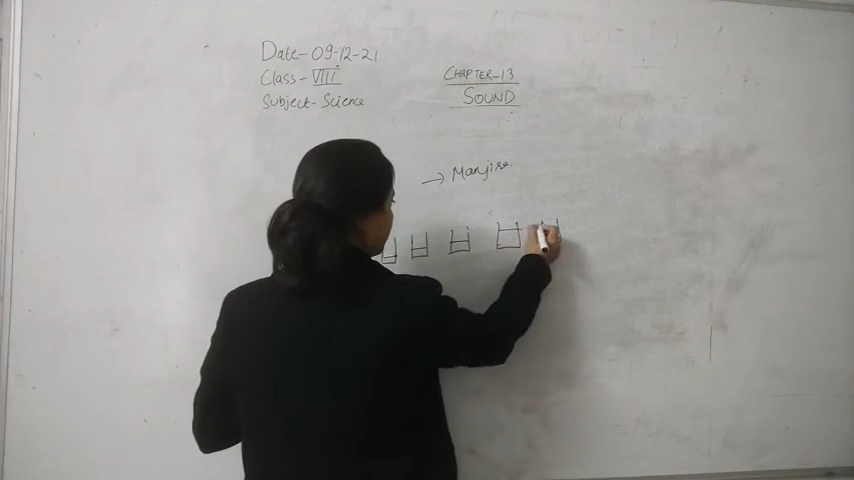 Date-09-12-21
Class-VIII
Subject-Science
CHAPTER-13
SOUND
→ Manjira